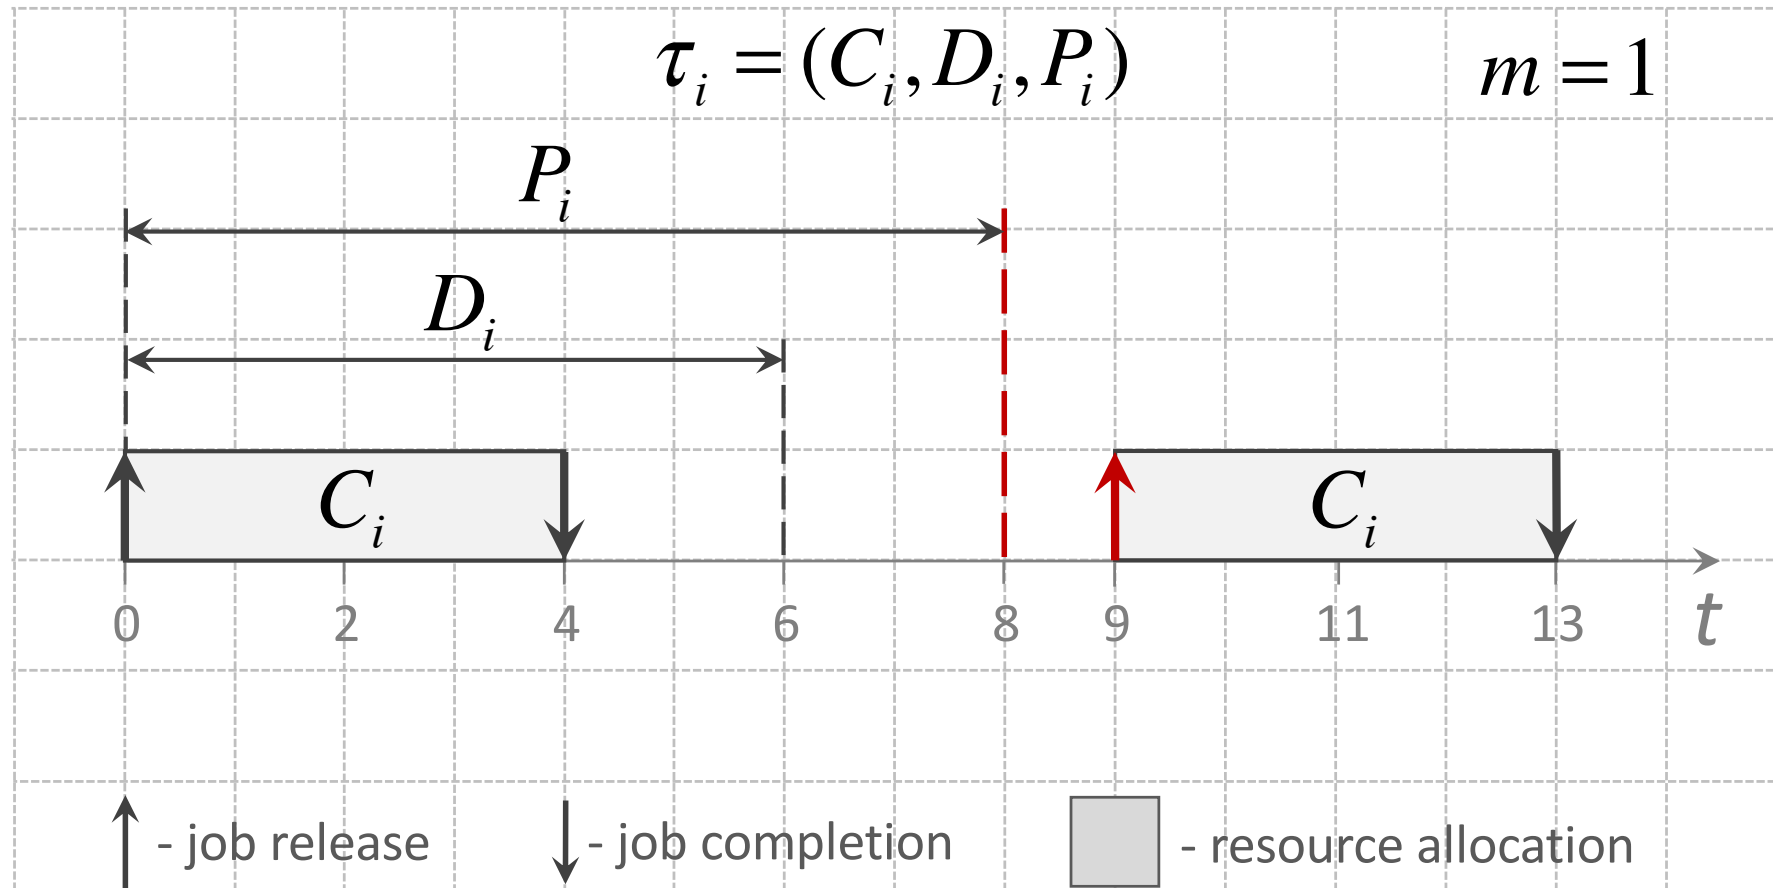 τi = (Ci, Di, Pi)
m = 1
Pi
Di
Ci
Ci
0 2 4 6 8 9 11 13 t
- job release
- job completion
- resource allocation